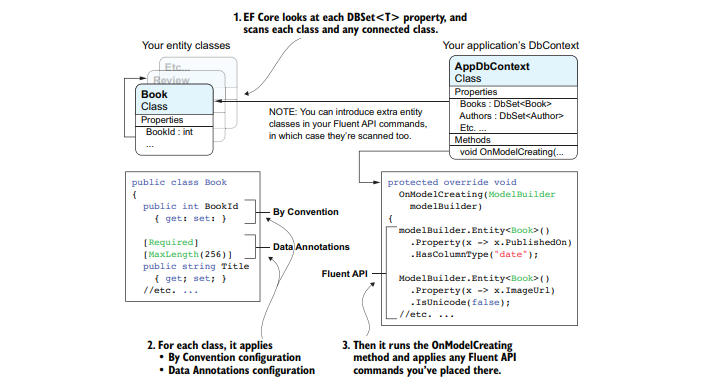 1. EF Core looks at each DBSet<T> property, and
scans each class and any connected class.
Your entity classes
Your application's DbContext
Etc...
Review
Book
Class
Properties
BookId : int
...
NOTE: You can introduce extra entity
classes in your Fluent API commands,
in which case they're scanned too.
AppDbContext
Class
Properties
Books : DbSet<Book>
Authors : DbSet<Author>
Etc. ...
Methods
void OnModelCreating(...
public class Book
{
public int BookId
{ get: set: }
[Required]
[MaxLength(256)]
public string Title
{ get; set; }
//etc. ...
By Convention
Data Annotations
Fluent API
protected override void
OnModelCreating(ModelBuilder
modelBuilder)
{
modelBuilder.Entity<Book>()
.Property(x -> x.PublishedOn)
.HasColumnType("date");
ModelBuilder.Entity<Book>()
.Property(x -> x.ImageUrl)
.IsUnicode(false);
//etc. ...
2. For each class, it applies
• By Convention configuration
• Data Annotations configuration
3. Then it runs the OnModelCreating
method and applies any Fluent API
commands you've placed there.